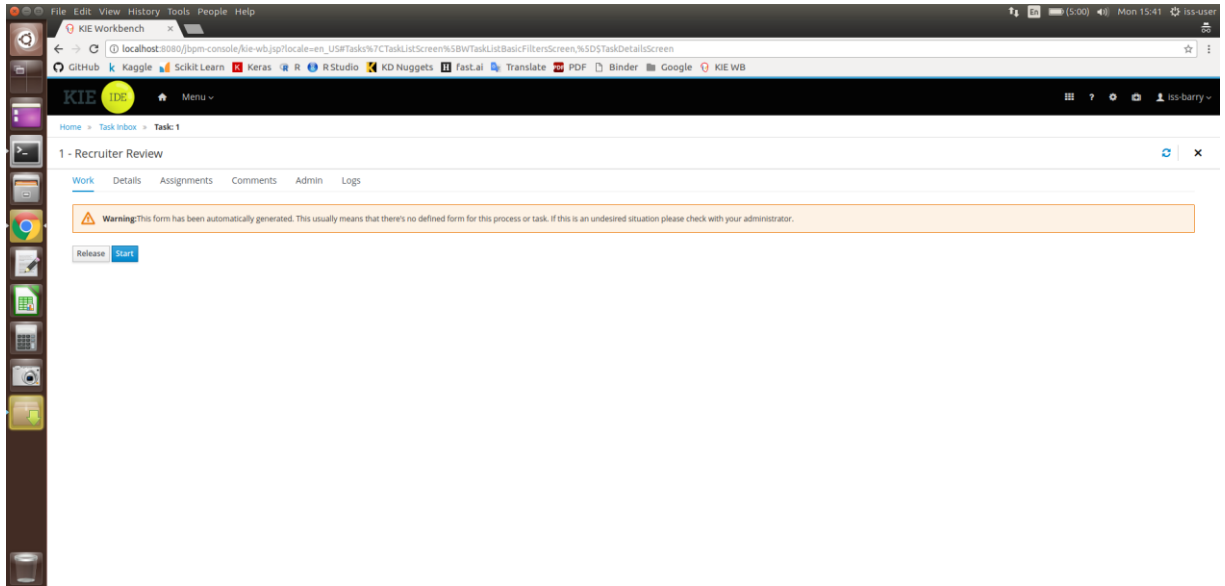 File Edit View History Tools People Help
En (5:00) Mon 15:41 iss-user
KIE Workbench
localhost:8080/jbpm-console/kie-wb.jsp?locale=en_US#Tasks%7CTaskListScreen%5BWTaskListBasicFiltersScreen,%5D$TaskDetailsScreen
GitHub Kaggle Scikit Learn Keras R RStudio KD Nuggets fast.ai Translate PDF Binder Google KIE WB
KIE IDE Menu iss-barry
Home » Task Inbox » Task: 1
1 - Recruiter Review
Work Details Assignments Comments Admin Logs
Warning:This form has been automatically generated. This usually means that there's no defined form for this process or task. If this is an undesired situation please check with your administrator.
Release Start